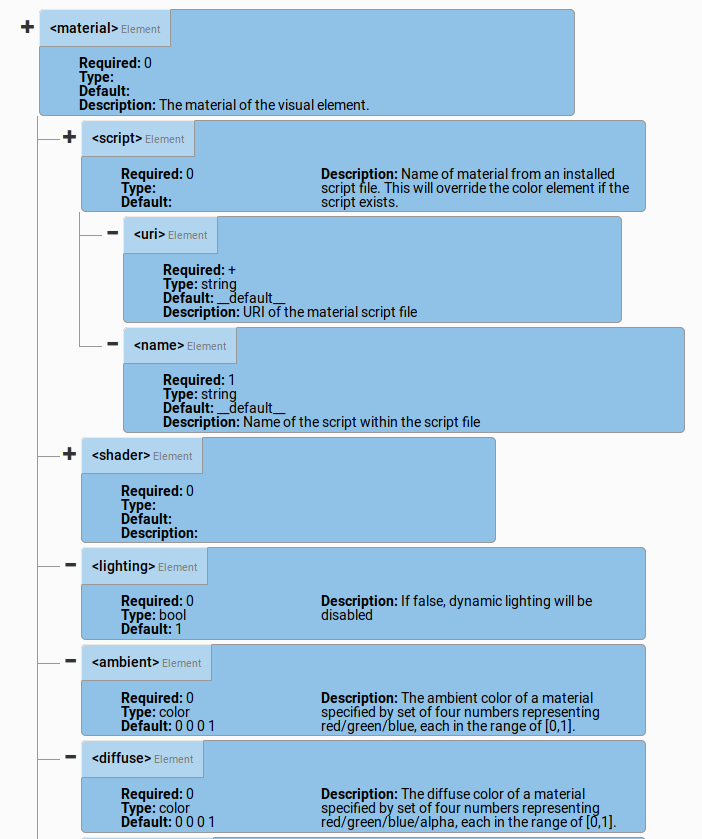 <material> Element
Required: 0
Type:
Default:
Description: The material of the visual element.
<script> Element
Required: 0
Type:
Default:
Description: Name of material from an installed
script file. This will override the color element if the
script exists.
<uri> Element
Required: +
Type: string
Default: __default__
Description: URI of the material script file
<name> Element
Required: 1
Type: string
Default: __default__
Description: Name of the script within the script file
<shader> Element
Required: 0
Type:
Default:
Description:
<lighting> Element
Required: 0
Type: bool
Default: 1
Description: If false, dynamic lighting will be
disabled
<ambient> Element
Required: 0
Type: color
Default: 0 0 0 1
Description: The ambient color of a material
specified by set of four numbers representing
red/green/blue, each in the range of [0,1].
<diffuse> Element
Required: 0
Type: color
Default: 0 0 0 1
Description: The diffuse color of a material
specified by set of four numbers representing
red/green/blue/alpha, each in the range of [0,1].